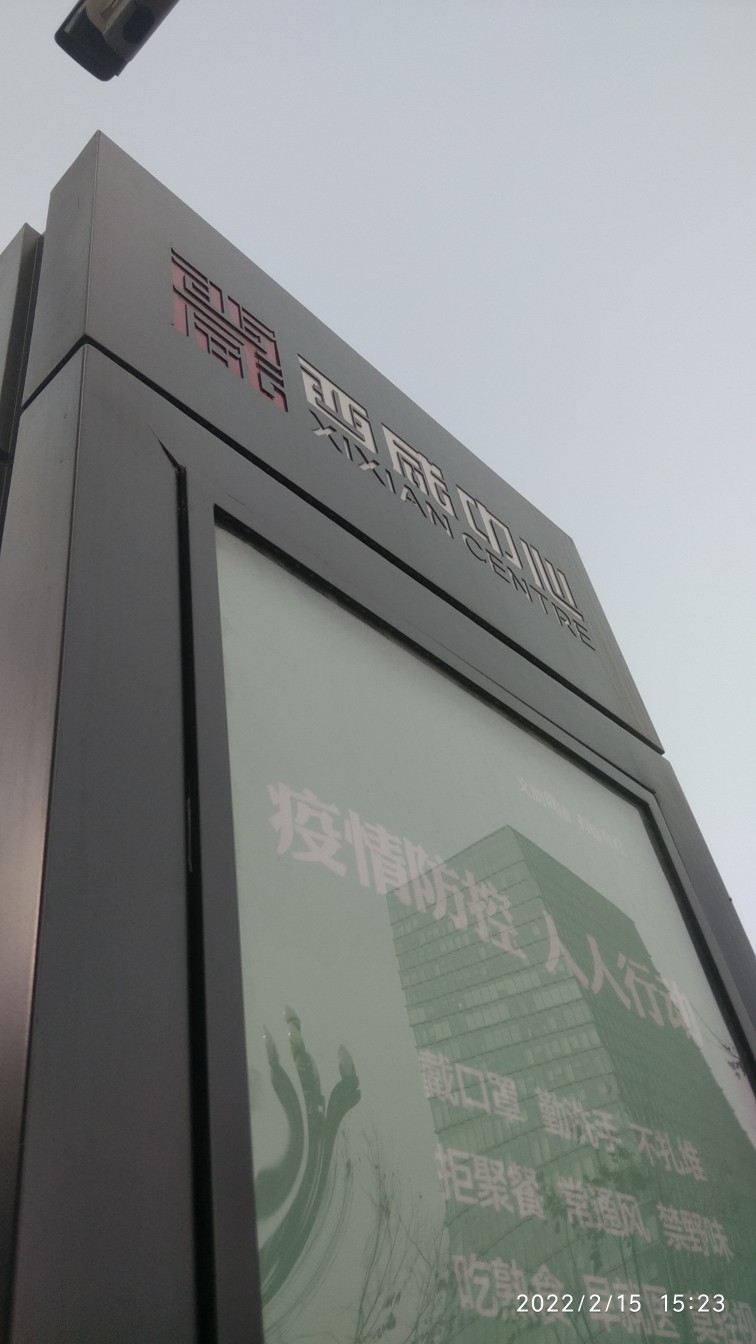 西咸中心
XIXIAN CENTRE
疫情防控 人人行动
戴口罩 勤洗手 不扎堆
拒聚餐 常通风 禁野味
吃熟食 早就医
2022/2/15 15:23